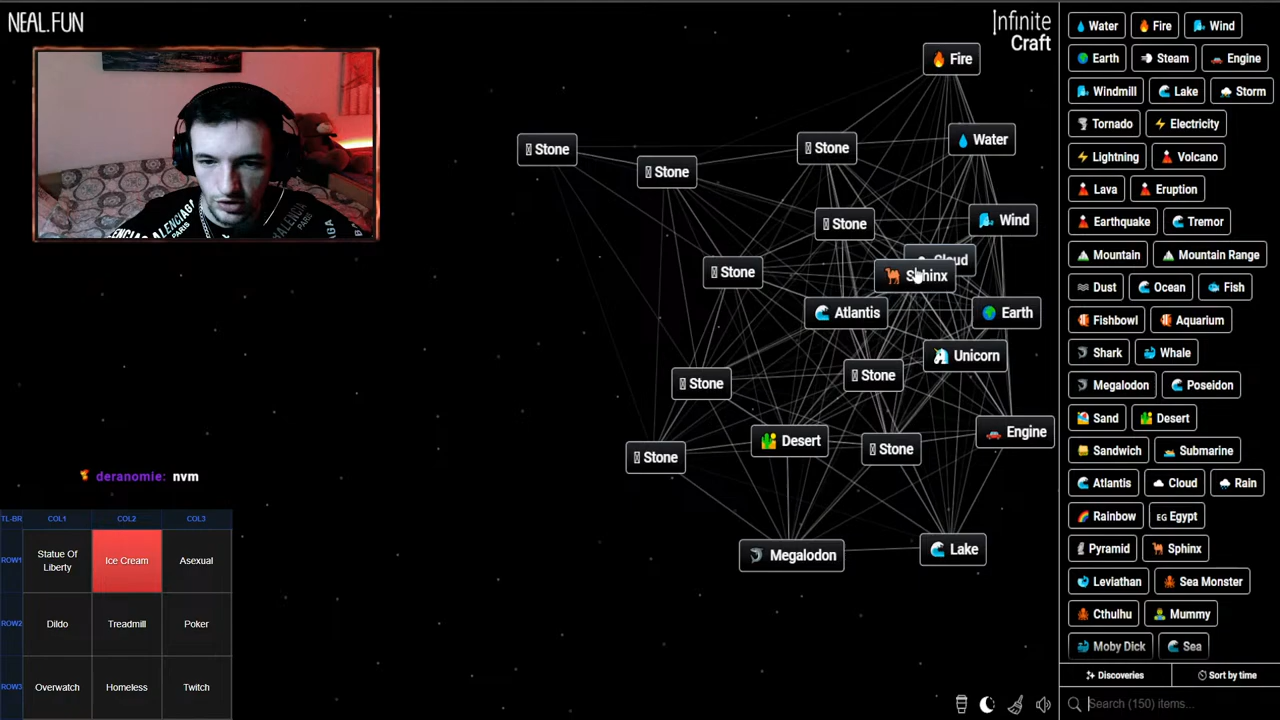 NEAL.FUN
Infinite
Craft
BALENCIAGA
PARIS
deranomie: nvm
TL-BR COL1 COL2 COL3
ROW1 Statue Of Liberty Ice Cream Asexual
ROW2 Dildo Treadmill Poker
ROW3 Overwatch Homeless Twitch
Fire
Stone
Stone
Water
Stone
Stone
Wind
Cloud
Stone
Sphinx
Atlantis
Earth
Unicorn
Stone
Stone
Desert
Engine
Stone
Stone
Megalodon
Lake
Water Fire Wind
Earth Steam Engine
Windmill Lake Storm
Tornado Electricity
Lightning Volcano
Lava Eruption
Earthquake Tremor
Mountain Mountain Range
Dust Ocean Fish
Fishbowl Aquarium
Shark Whale
Megalodon Poseidon
Sand Desert
Sandwich Submarine
Atlantis Cloud Rain
Rainbow EG Egypt
Pyramid Sphinx
Leviathan Sea Monster
Cthulhu Mummy
Moby Dick Sea
Discoveries Sort by time
Search (150) items...